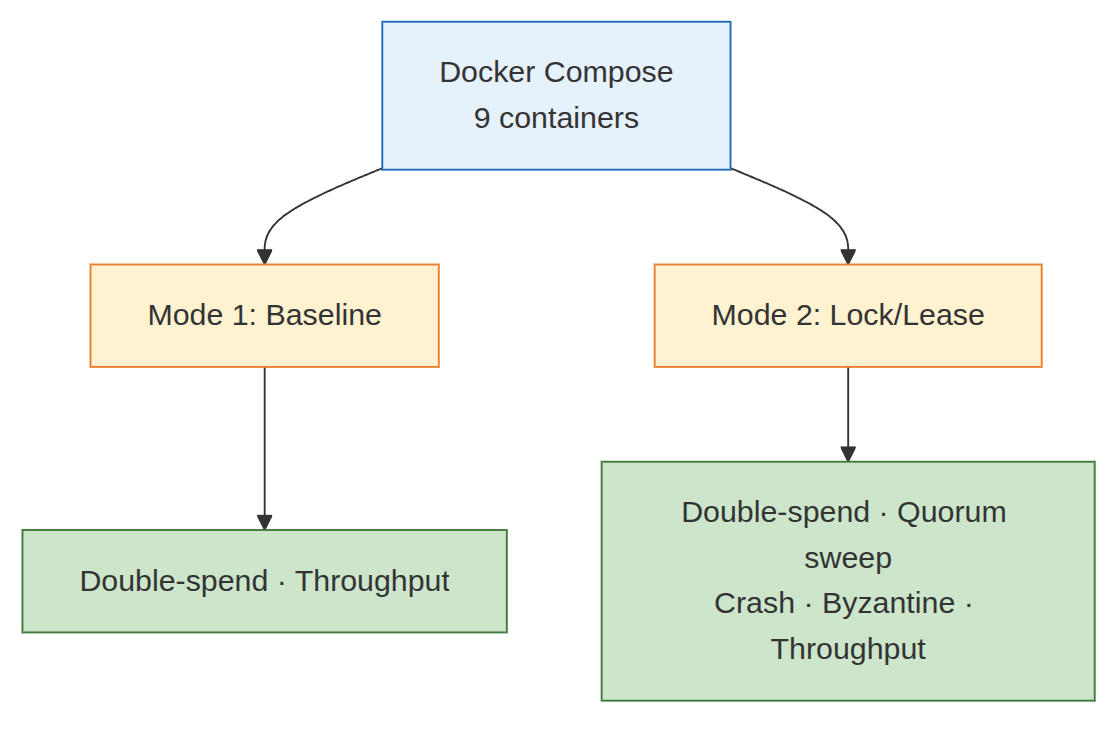 Docker Compose
9 containers
Mode 1: Baseline
Mode 2: Lock/Lease
Double-spend · Throughput
Double-spend · Quorum
sweep
Crash · Byzantine ·
Throughput